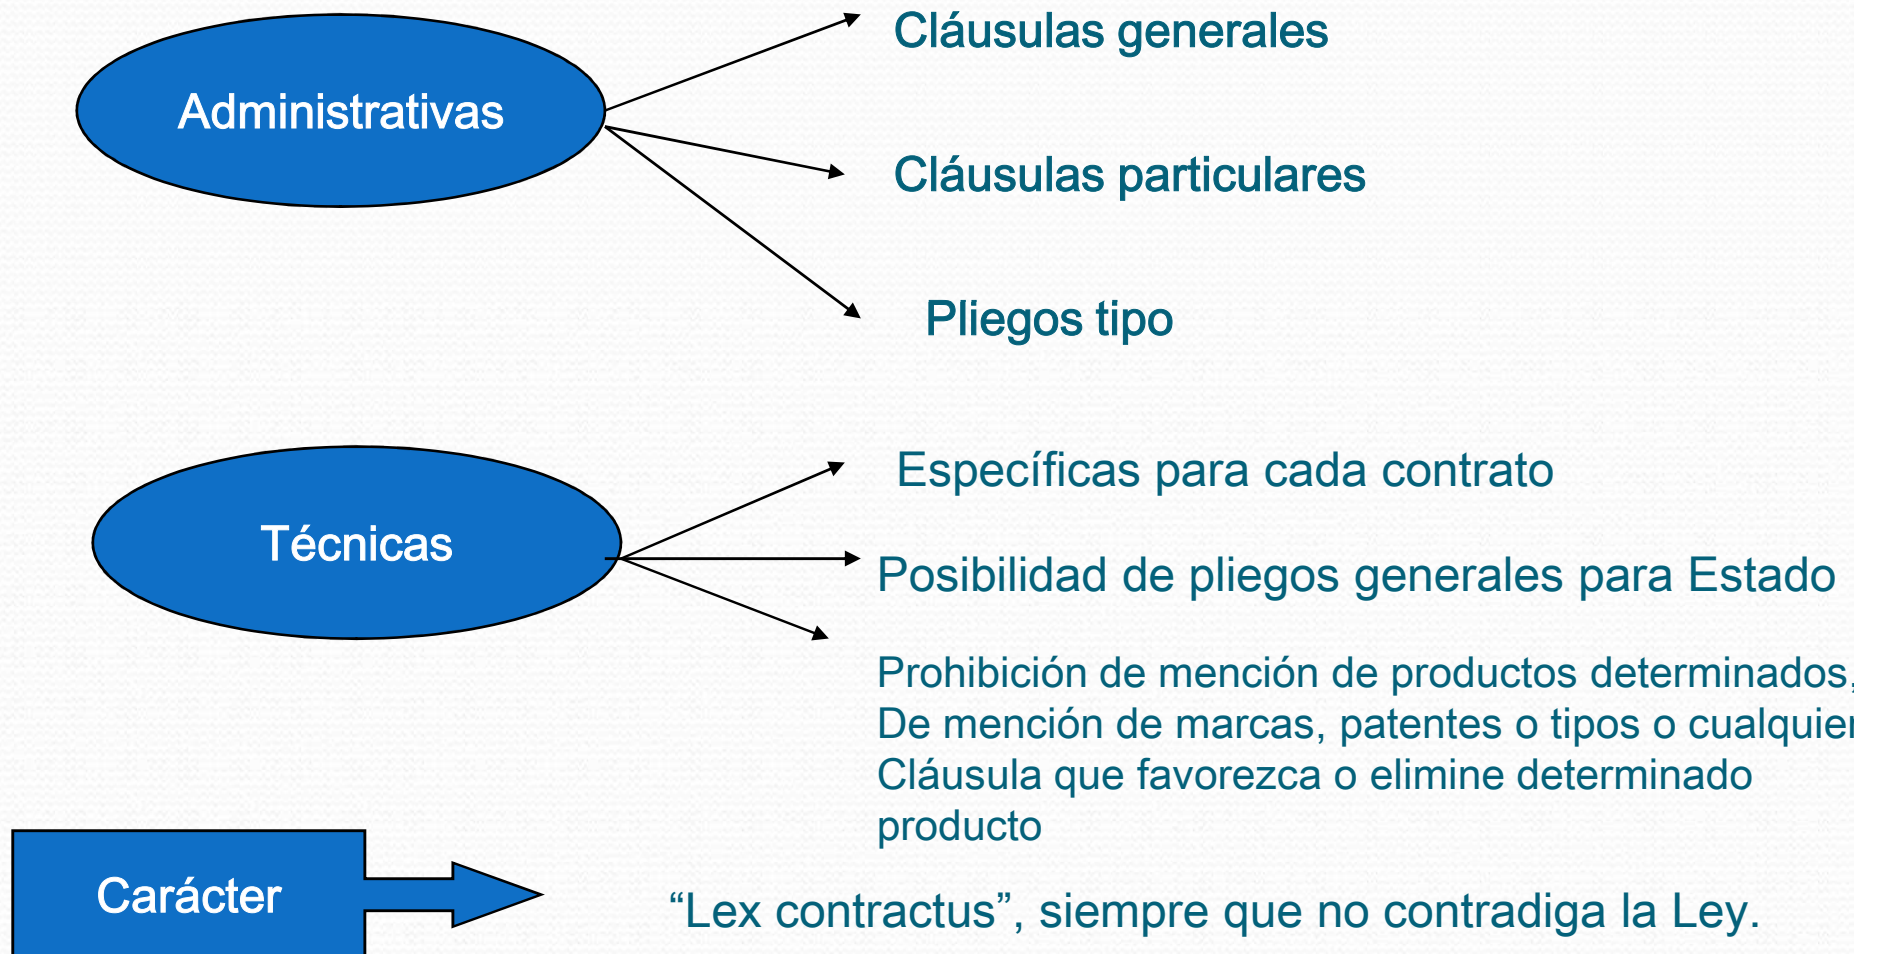 Cláusulas generales
Administrativas
Cláusulas particulares
Pliegos tipo
Específicas para cada contrato
Técnicas
Posibilidad de pliegos generales para Estado
Prohibición de mención de productos determinados,
De mención de marcas, patentes o tipos o cualquier
Cláusula que favorezca o elimine determinado
producto
Carácter
“Lex contractus”, siempre que no contradiga la Ley.